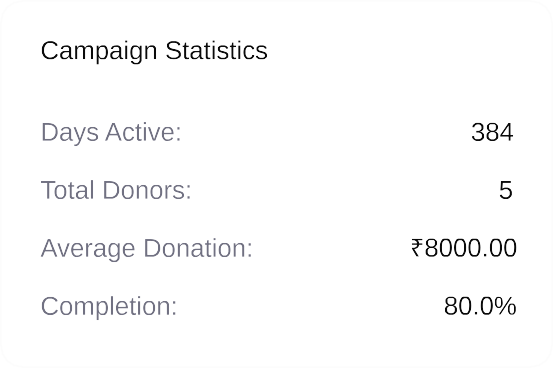 Campaign Statistics
Days Active: 384
Total Donors: 5
Average Donation: ₹8000.00
Completion: 80.0%